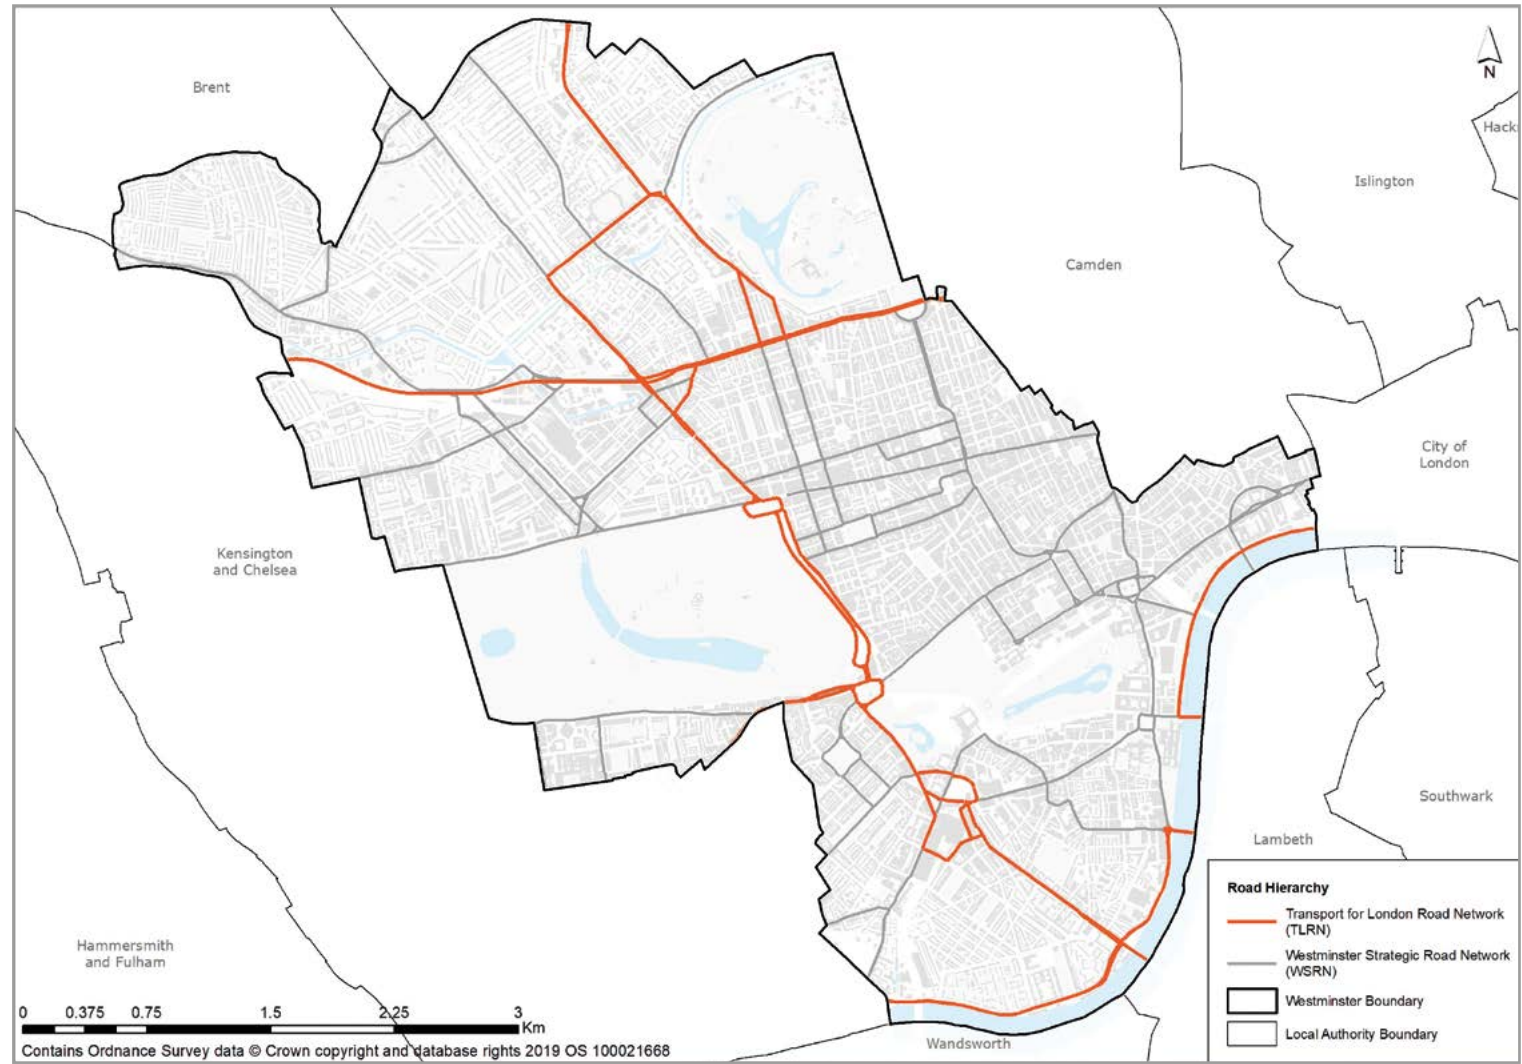 Brent
N
Hack
Islington
Camden
City of
London
Kensington
and Chelsea
Southwark
Lambeth
Hammersmith
and Fulham
Wandsworth
Road Hierarchy
Transport for London Road Network
(TLRN)
Westminster Strategic Road Network
(WSRN)
Westminster Boundary
Local Authority Boundary
0 0.375 0.75 1.5 2.25 3
Km
Contains Ordnance Survey data © Crown copyright and database rights 2019 OS 100021668